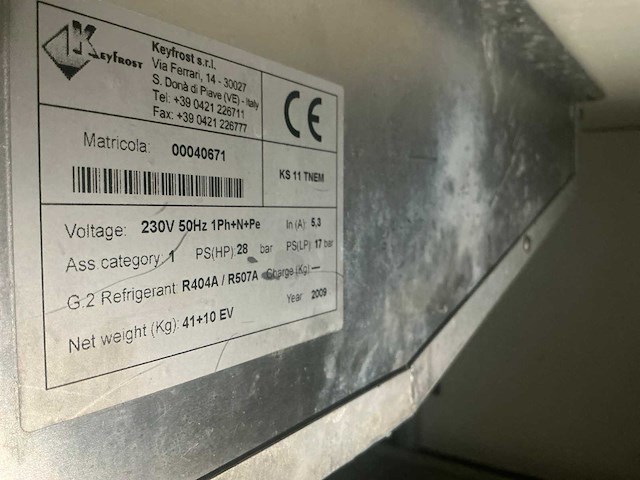 KEYFROST
Keyfrost s.r.l.
Via Ferrari, 14 - 30027
S. Donà di Piave (VE) - Italy
Tel: +39 0421 226711
Fax: +39 0421 226777
CE
Matricola: 00040671
KS 11 TNEM
Voltage: 230V 50Hz 1Ph+N+Pe In (A): 5,3
Ass category: 1 PS(HP): 28 bar PS(LP): 17 bar
G.2 Refrigerant: R404A / R507A Charge (Kg): —
Net weight (Kg): 41+10 EV Year: 2009